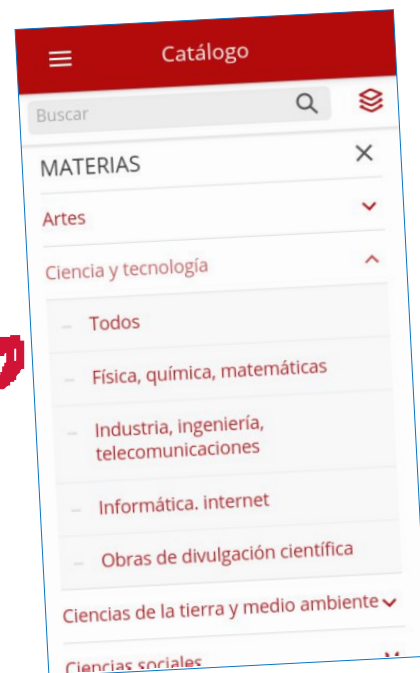 Catálogo
Buscar
MATERIAS
Artes
Ciencia y tecnología
Todos
Física, química, matemáticas
Industria, ingeniería,
telecomunicaciones
Informática. internet
Obras de divulgación científica
Ciencias de la tierra y medio ambiente
Ciencias sociales